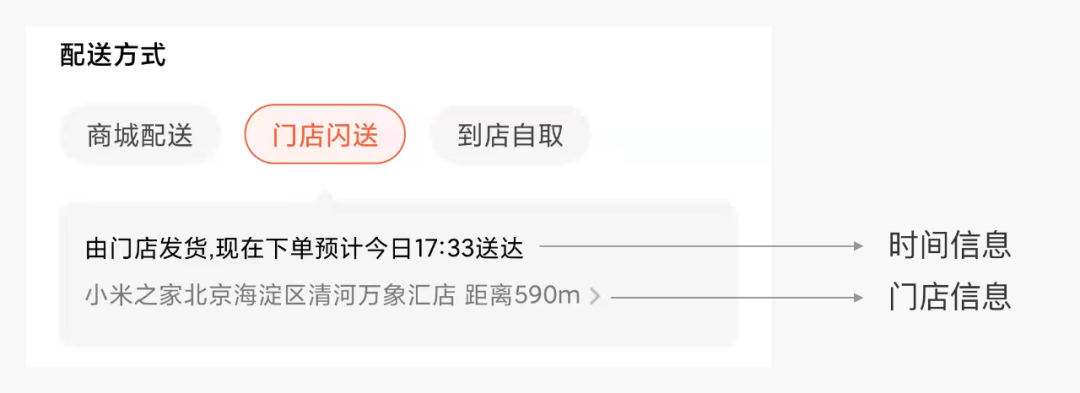 配送方式
商城配送 门店闪送 到店自取
由门店发货,现在下单预计今日17:33送达 时间信息
小米之家北京海淀区清河万象汇店 距离590m > 门店信息